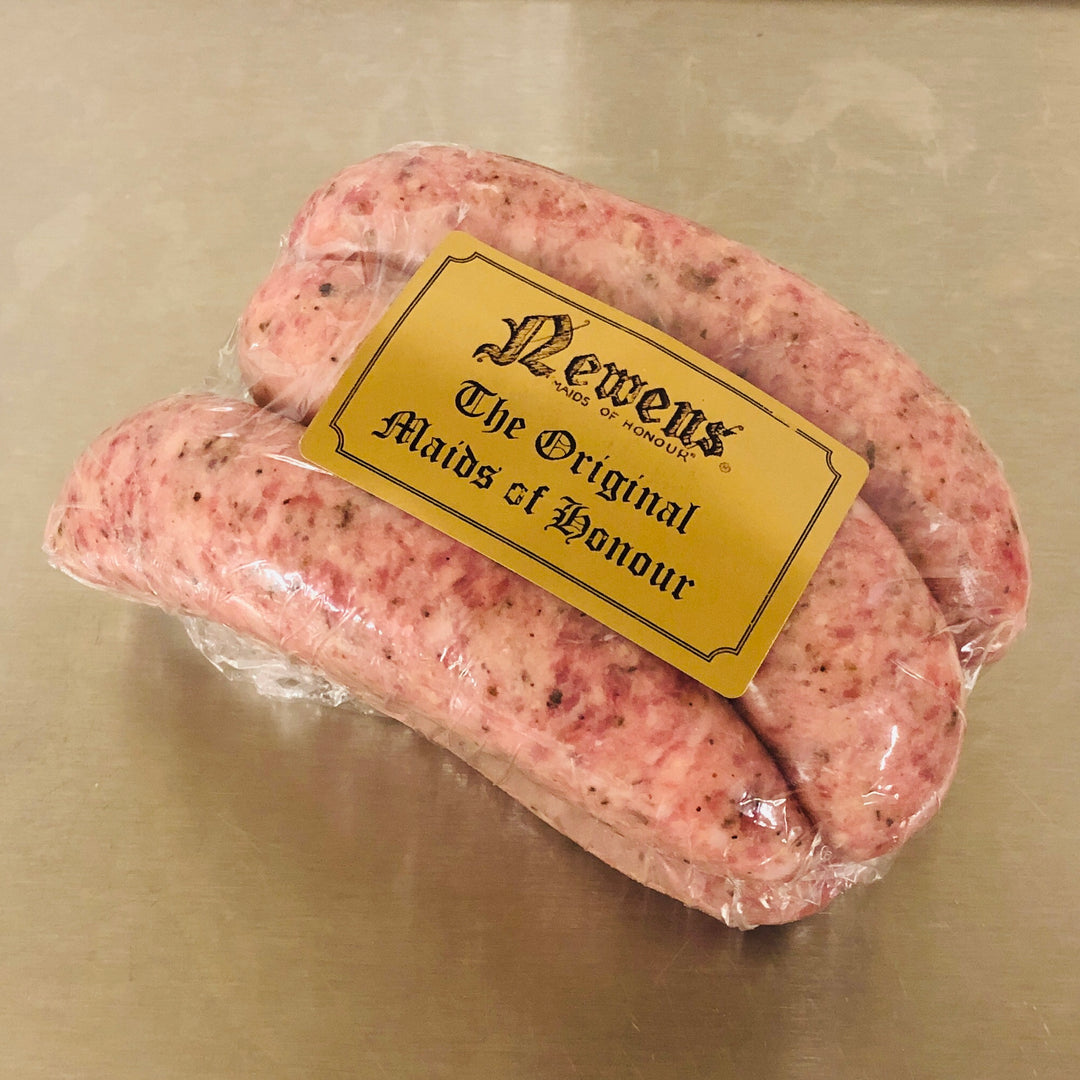 Newens
MAIDS OF HONOUR®
®
The Original
Maids of Honour